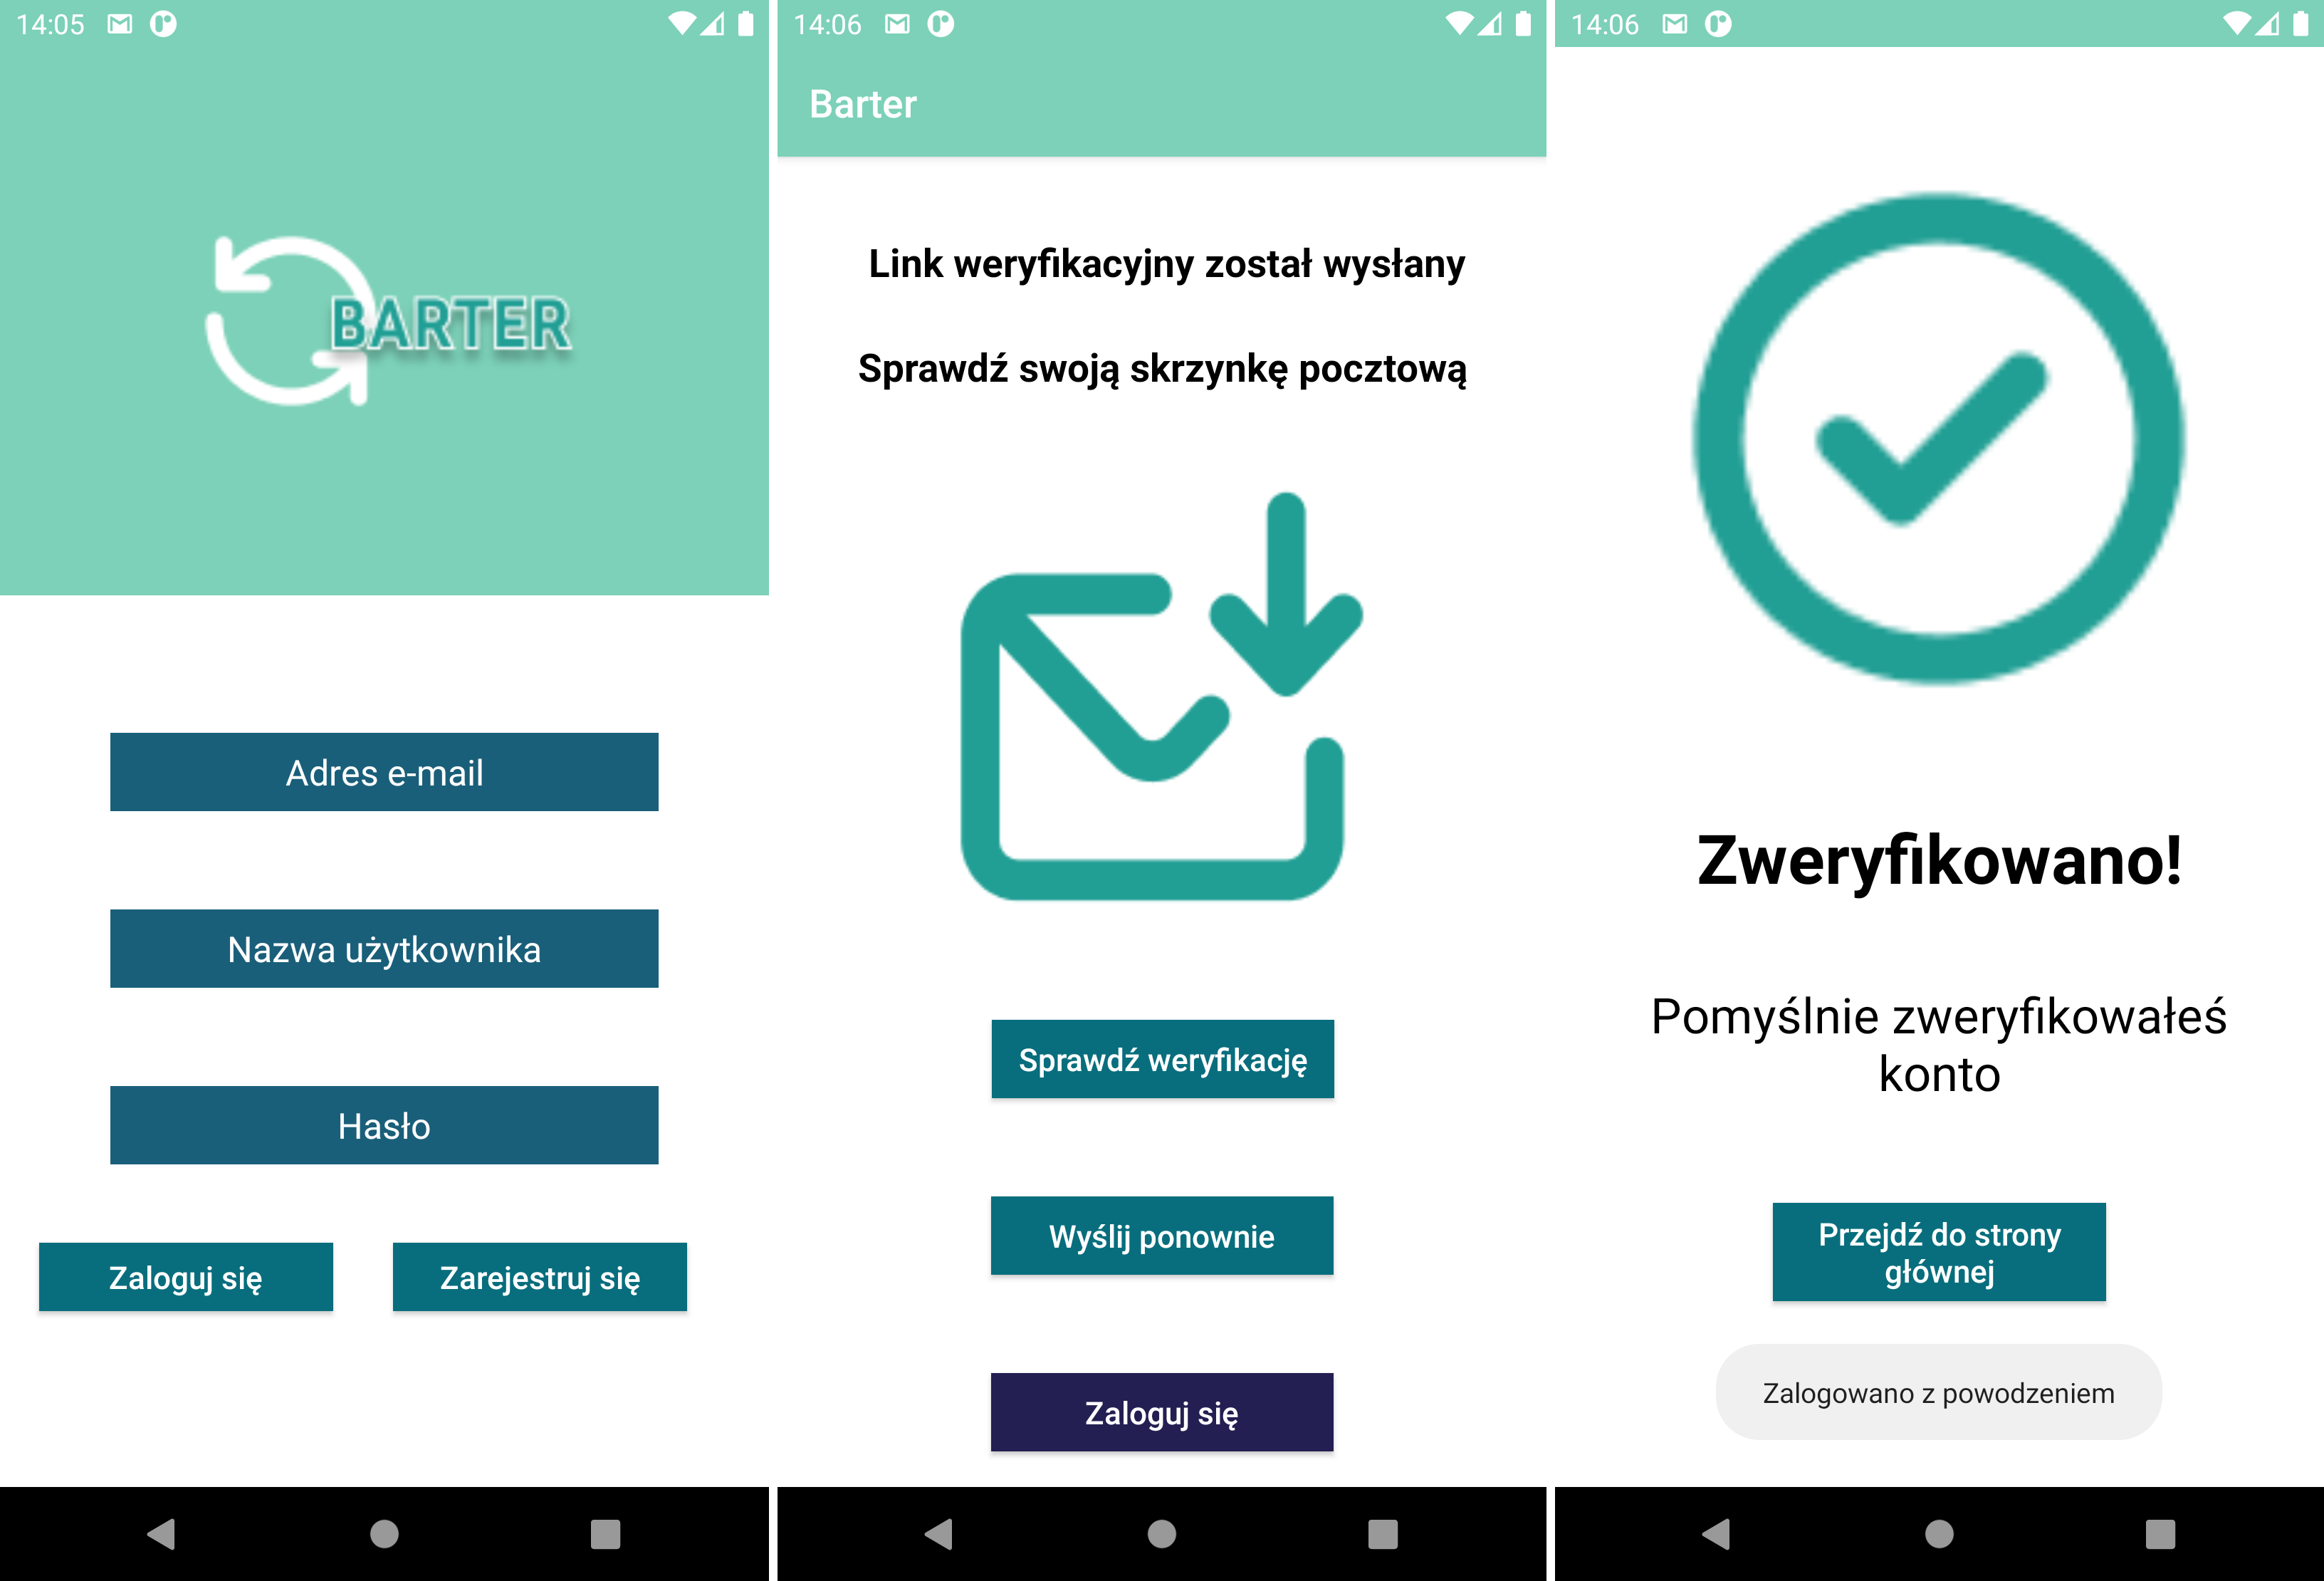 14:05
BARTER
Adres e-mail
Nazwa użytkownika
Hasło
Zaloguj się
Zarejestruj się
14:06
Barter
Link weryfikacyjny został wysłany
Sprawdź swoją skrzynkę pocztową
Sprawdź weryfikację
Wyślij ponownie
Zaloguj się
14:06
Zweryfikowano!
Pomyślnie zweryfikowałeś
konto
Przejdź do strony
głównej
Zalogowano z powodzeniem